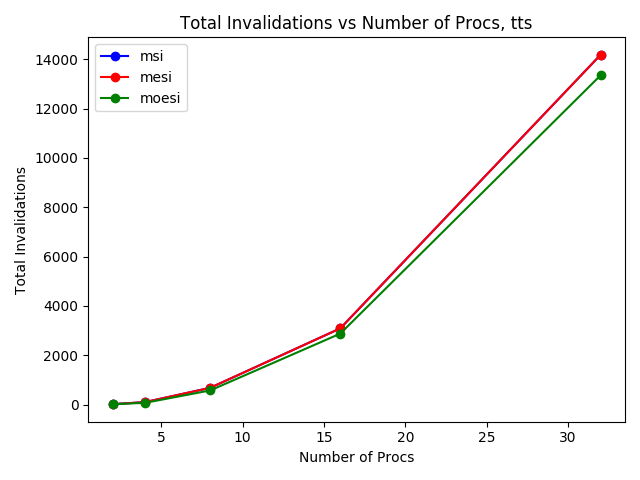 Total Invalidations vs Number of Procs, tts
msi
mesi
moesi
14000
12000
10000
8000
6000
4000
2000
0
Total Invalidations
5 10 15 20 25 30
Number of Procs